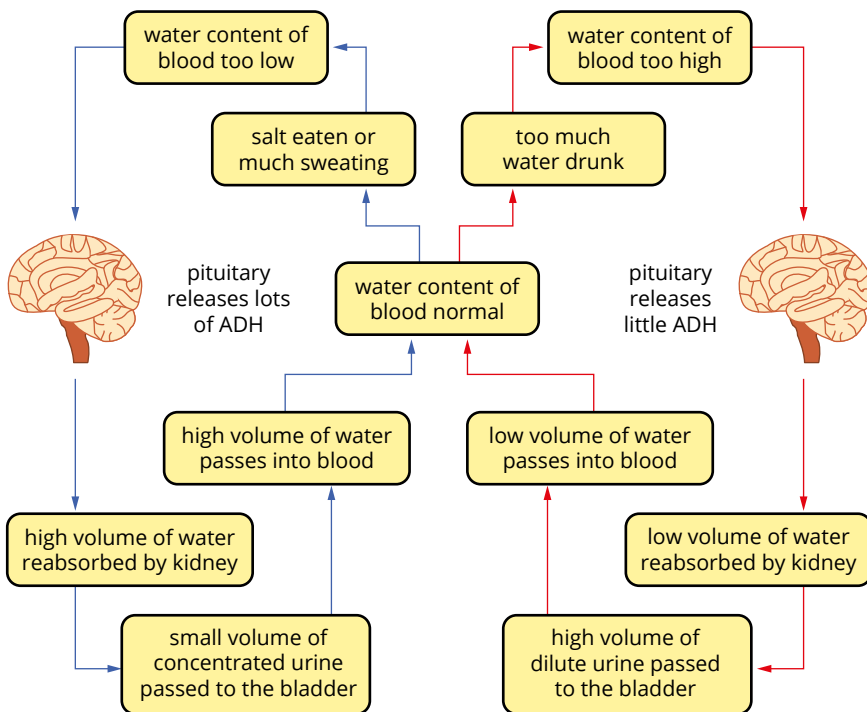 water content of
blood too low
water content of
blood too high
salt eaten or
much sweating
too much
water drunk
pituitary
releases lots
of ADH
water content of
blood normal
pituitary
releases
little ADH
high volume of water
passes into blood
low volume of water
passes into blood
high volume of water
reabsorbed by kidney
low volume of water
reabsorbed by kidney
small volume of
concentrated urine
passed to the bladder
high volume of
dilute urine passed
to the bladder